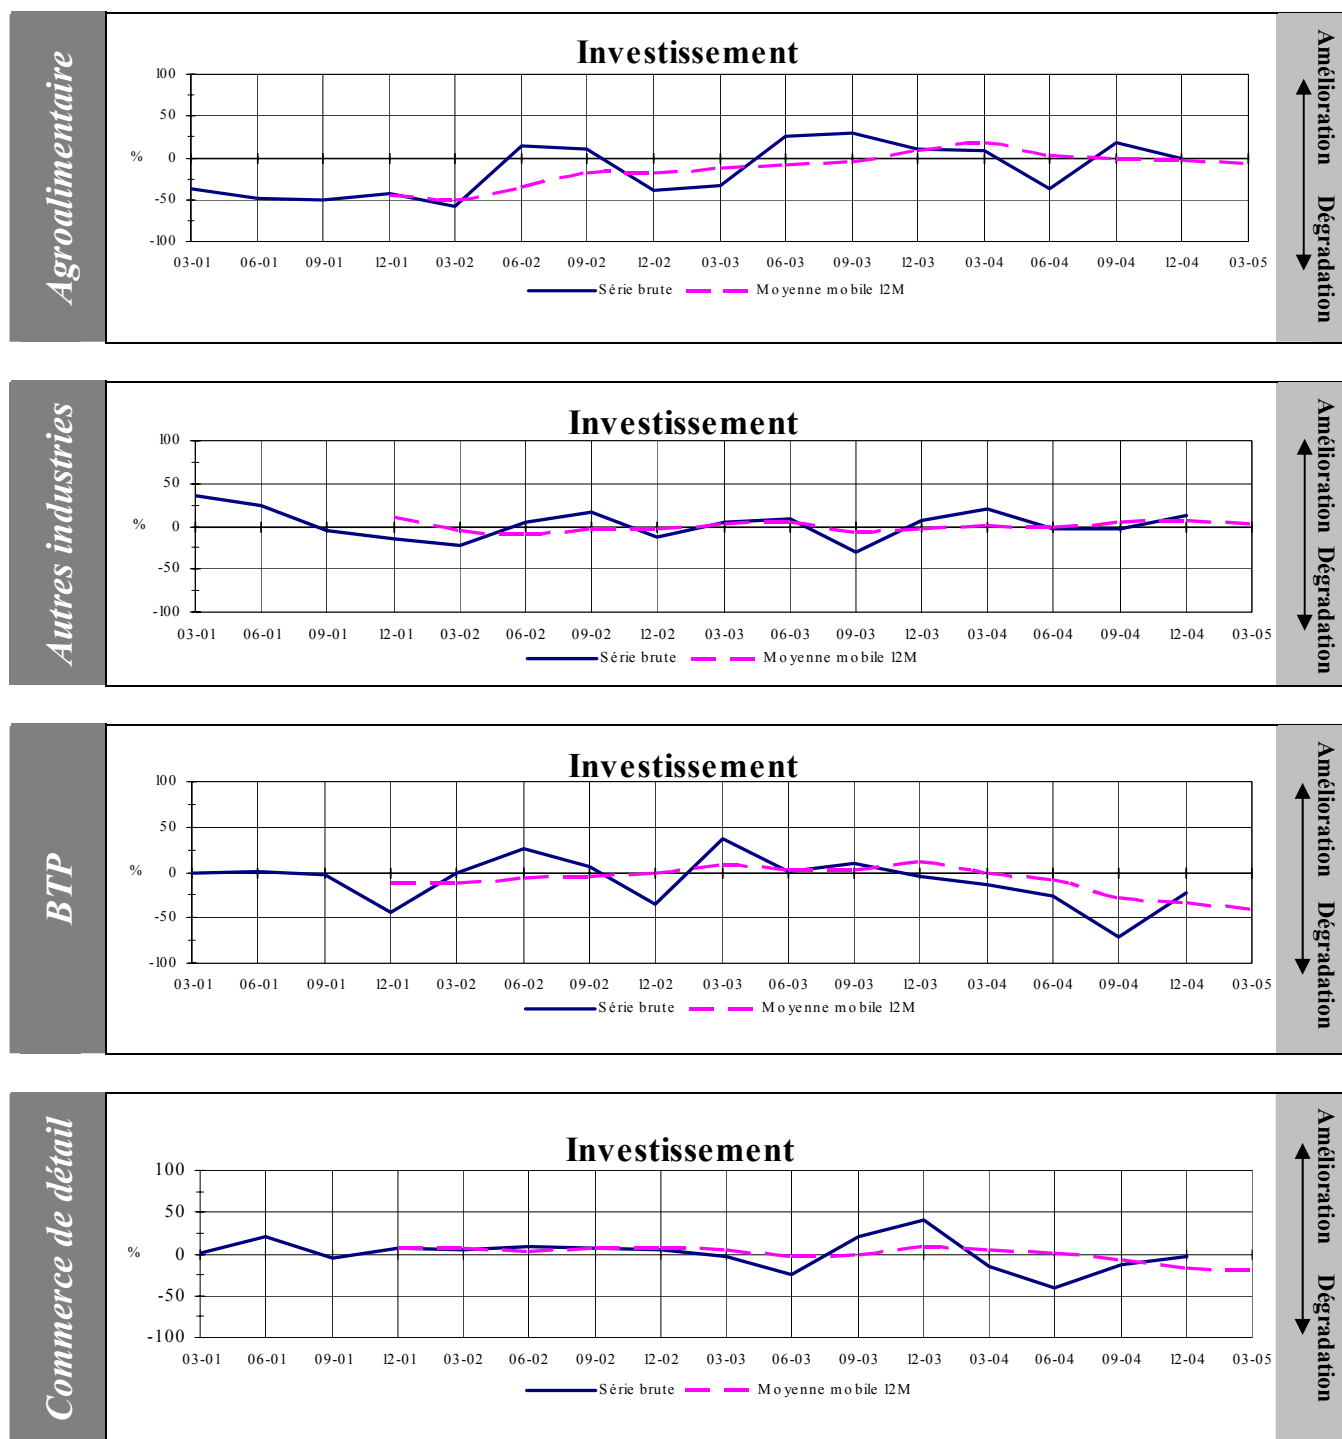 Agroalimentaire
Investissement
100
50
%
0
-50
-100
03-01 06-01 09-01 12-01 03-02 06-02 09-02 12-02 03-03 06-03 09-03 12-03 03-04 06-04 09-04 12-04 03-05
Série brute Moyenne mobile 12M
Amélioration
Dégradation
Autres industries
Investissement
100
50
%
0
-50
-100
03-01 06-01 09-01 12-01 03-02 06-02 09-02 12-02 03-03 06-03 09-03 12-03 03-04 06-04 09-04 12-04 03-05
Série brute Moyenne mobile 12M
Amélioration
Dégradation
BTP
Investissement
100
50
%
0
-50
-100
03-01 06-01 09-01 12-01 03-02 06-02 09-02 12-02 03-03 06-03 09-03 12-03 03-04 06-04 09-04 12-04 03-05
Série brute Moyenne mobile 12M
Amélioration
Dégradation
Commerce de détail
Investissement
100
50
%
0
-50
-100
03-01 06-01 09-01 12-01 03-02 06-02 09-02 12-02 03-03 06-03 09-03 12-03 03-04 06-04 09-04 12-04 03-05
Série brute Moyenne mobile 12M
Amélioration
Dégradation